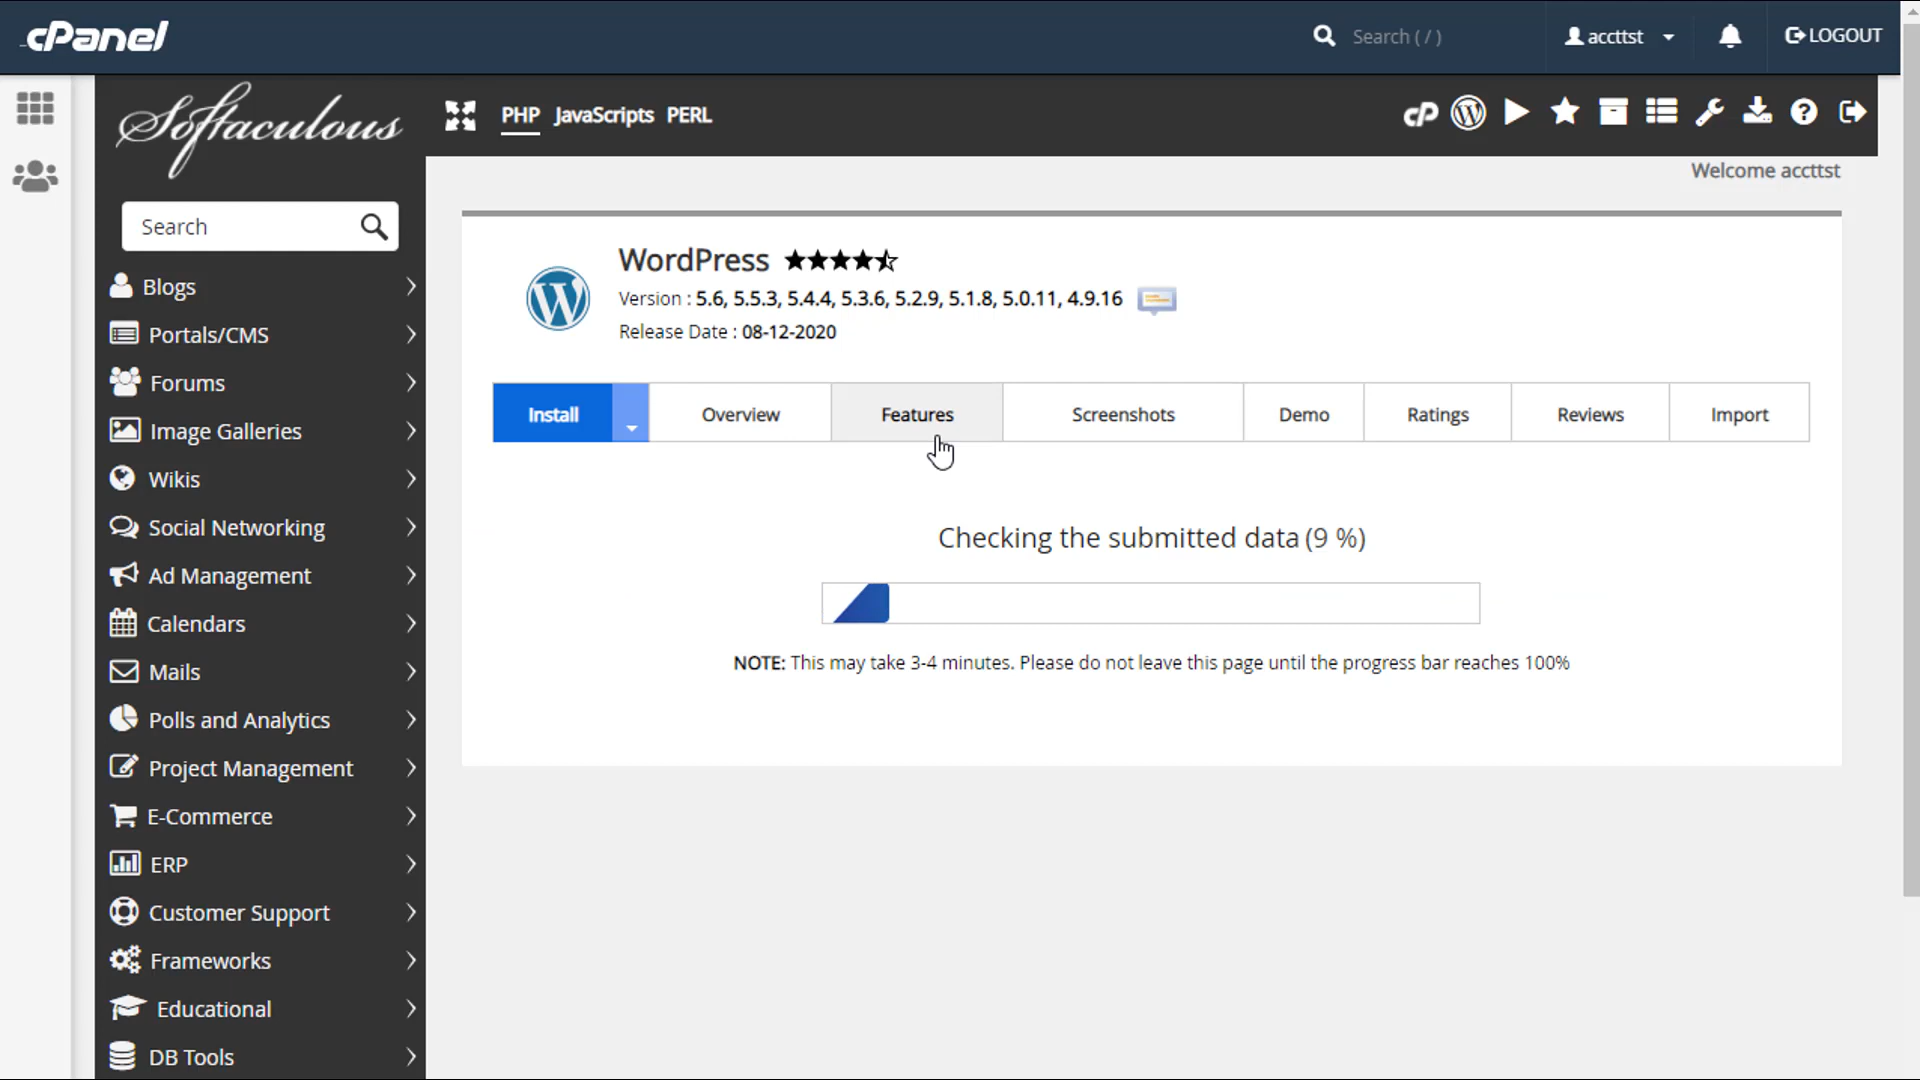 cPanel
Search ( / )
accttst
LOGOUT
Softaculous
PHP JavaScripts PERL
cP
Welcome accttst
Search
Blogs
Portals/CMS
Forums
Image Galleries
Wikis
Social Networking
Ad Management
Calendars
Mails
Polls and Analytics
Project Management
E-Commerce
ERP
Customer Support
Frameworks
Educational
DB Tools
WordPress
Version : 5.6, 5.5.3, 5.4.4, 5.3.6, 5.2.9, 5.1.8, 5.0.11, 4.9.16
Release Date : 08-12-2020
Install Overview Features Screenshots Demo Ratings Reviews Import
Checking the submitted data (9 %)
NOTE: This may take 3-4 minutes. Please do not leave this page until the progress bar reaches 100%